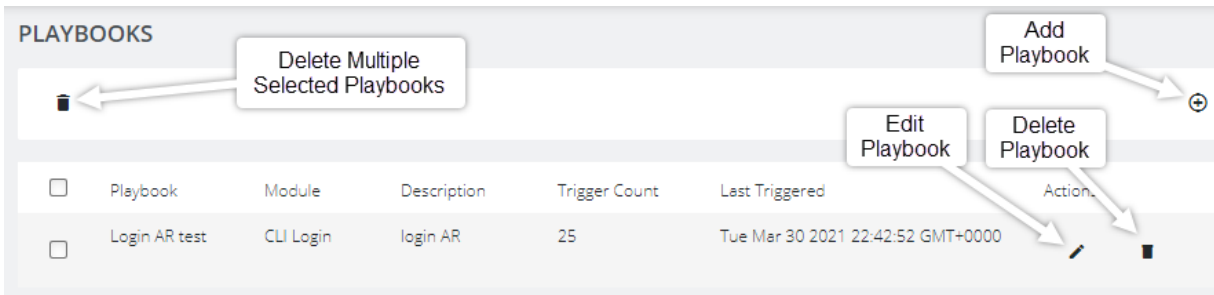 PLAYBOOKS
Delete Multiple
Selected Playbooks
Add
Playbook
Edit
Playbook
Delete
Playbook
Playbook Module Description Trigger Count Last Triggered Actions
Login AR test CLI Login login AR 25 Tue Mar 30 2021 22:42:52 GMT+0000